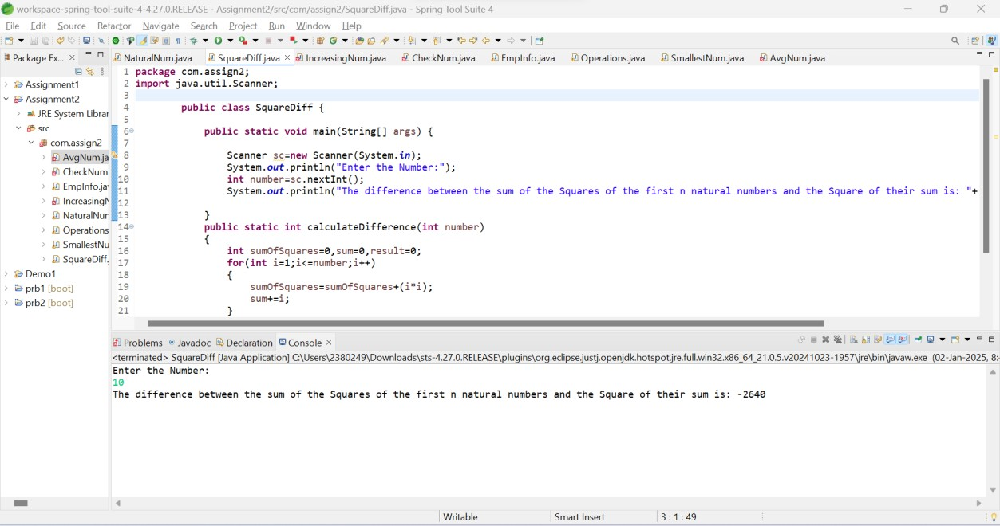 workspace-spring-tool-suite-4-4.27.0.RELEASE - Assignment2/src/com/assign2/SquareDiff.java - Spring Tool Suite 4
File Edit Source Refactor Navigate Search Project Run Window Help
Package Ex...
NaturalNum.java SquareDiff.java IncreasingNum.java CheckNum.java EmpInfo.java Operations.java SmallestNum.java AvgNum.java
Assignment1
Assignment2
JRE System Librar
src
com.assign2
AvgNum.ja
CheckNum
EmpInfo.jav
IncreasingN
NaturalNur
Operations
SmallestNu
SquareDiff.
Demo1
prb1 [boot]
prb2 [boot]
1 package com.assign2;
2 import java.util.Scanner;
3
4 public class SquareDiff {
5
6 public static void main(String[] args) {
7
8 Scanner sc=new Scanner(System.in);
9 System.out.println("Enter the Number:");
10 int number=sc.nextInt();
11 System.out.println("The difference between the sum of the Squares of the first n natural numbers and the Square of their sum is: "+
12
13 }
14 public static int calculateDifference(int number)
15 {
16 int sumOfSquares=0,sum=0,result=0;
17 for(int i=1;i<=number;i++)
18 {
19 sumOfSquares=sumOfSquares+(i*i);
20 sum+=i;
21 }
Problems Javadoc Declaration Console
<terminated> SquareDiff [Java Application] C:\Users\2380249\Downloads\sts-4.27.0.RELEASE\plugins\org.eclipse.justj.openjdk.hotspot.jre.full.win32.x86_64_21.0.5.v20241023-1957\jre\bin\javaw.exe (02-Jan-2025, 8:
Enter the Number:
10
The difference between the sum of the Squares of the first n natural numbers and the Square of their sum is: -2640
Writable Smart Insert 3 : 1 : 49